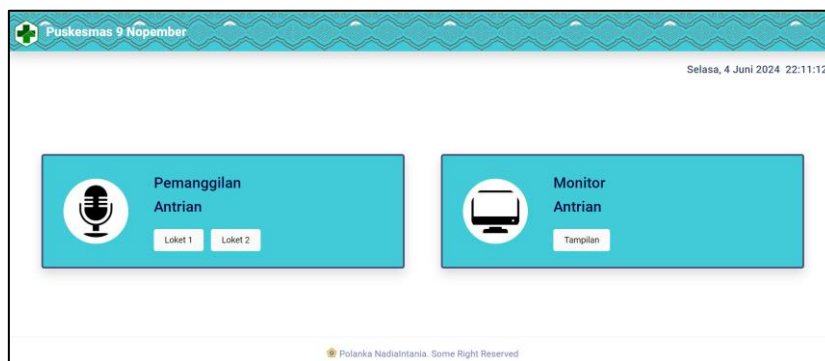 Puskesmas 9 Nopember
Selasa, 4 Juni 2024 22:11:12
Pemanggilan
Antrian
Loket 1 Loket 2
Monitor
Antrian
Tampilan
Polanka NadiaIntania. Some Right Reserved